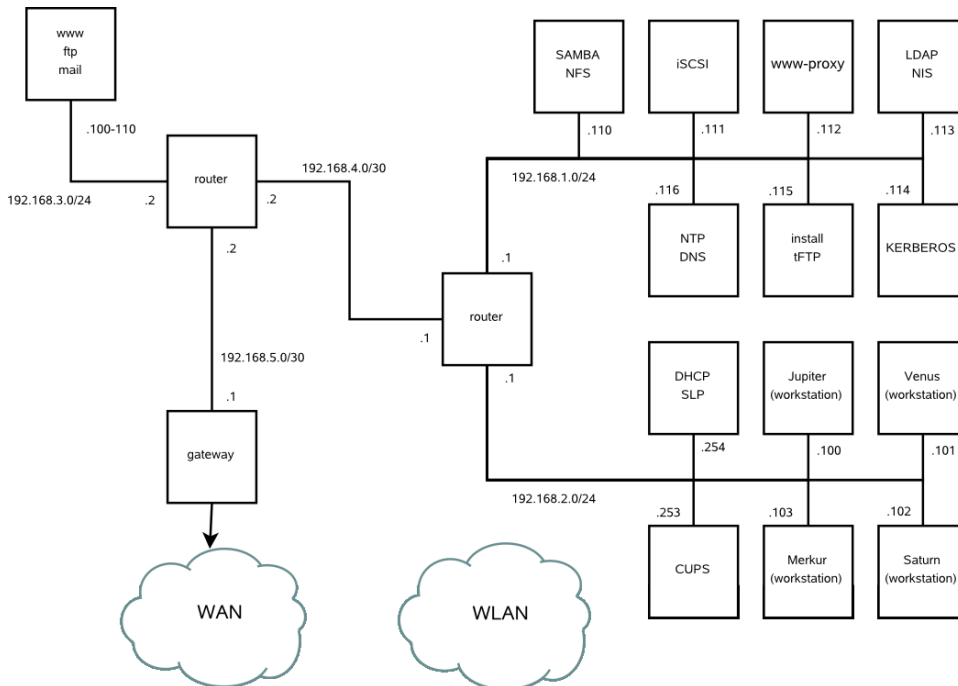 www
ftp
mail
SAMBA
NFS
iSCSI
www-proxy
LDAP
NIS
.100-110
.110
.111
.112
.113
router
192.168.4.0/30
192.168.1.0/24
192.168.3.0/24
.2
.2
.116
.115
.114
.2
NTP
DNS
install
tFTP
KERBEROS
.1
router
.1
192.168.5.0/30
.1
DHCP
SLP
Jupiter
(workstation)
Venus
(workstation)
.1
gateway
.254
.100
.101
192.168.2.0/24
.253
.103
.102
CUPS
Merkur
(workstation)
Saturn
(workstation)
WAN
WLAN